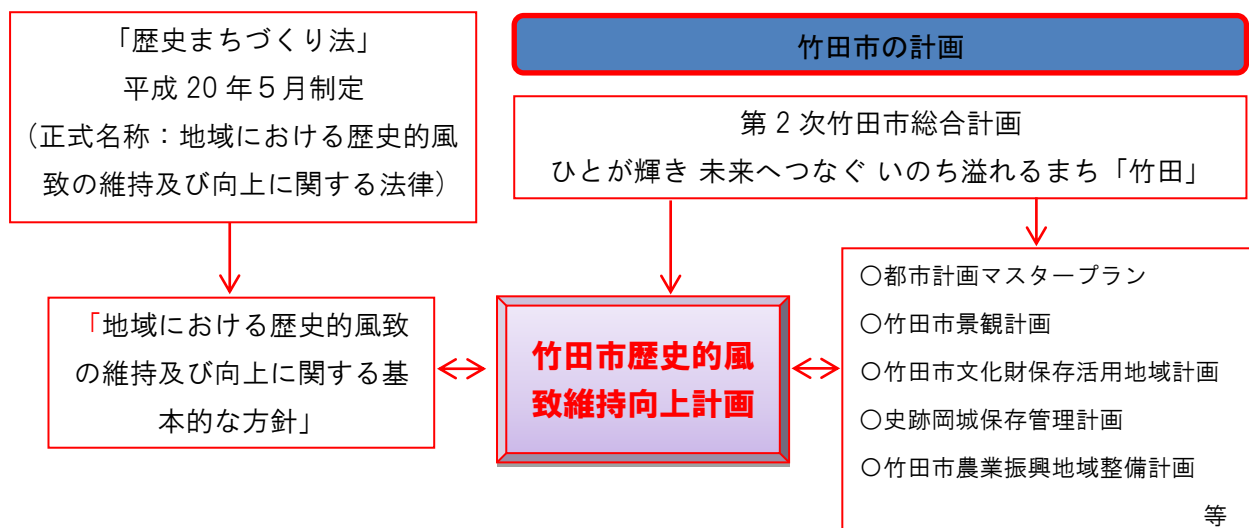 「歴史まちづくり法」
平成 20 年５月制定
（正式名称：地域における歴史的風
致の維持及び向上に関する法律）
竹田市の計画
第 2 次竹田市総合計画
ひとが輝き 未来へつなぐ いのち溢れるまち「竹田」
「地域における歴史的風致
の維持及び向上に関する基
本的な方針」
竹田市歴史的風
致維持向上計画
○都市計画マスタープラン
○竹田市景観計画
○竹田市文化財保存活用地域計画
○史跡岡城保存管理計画
○竹田市農業振興地域整備計画
等